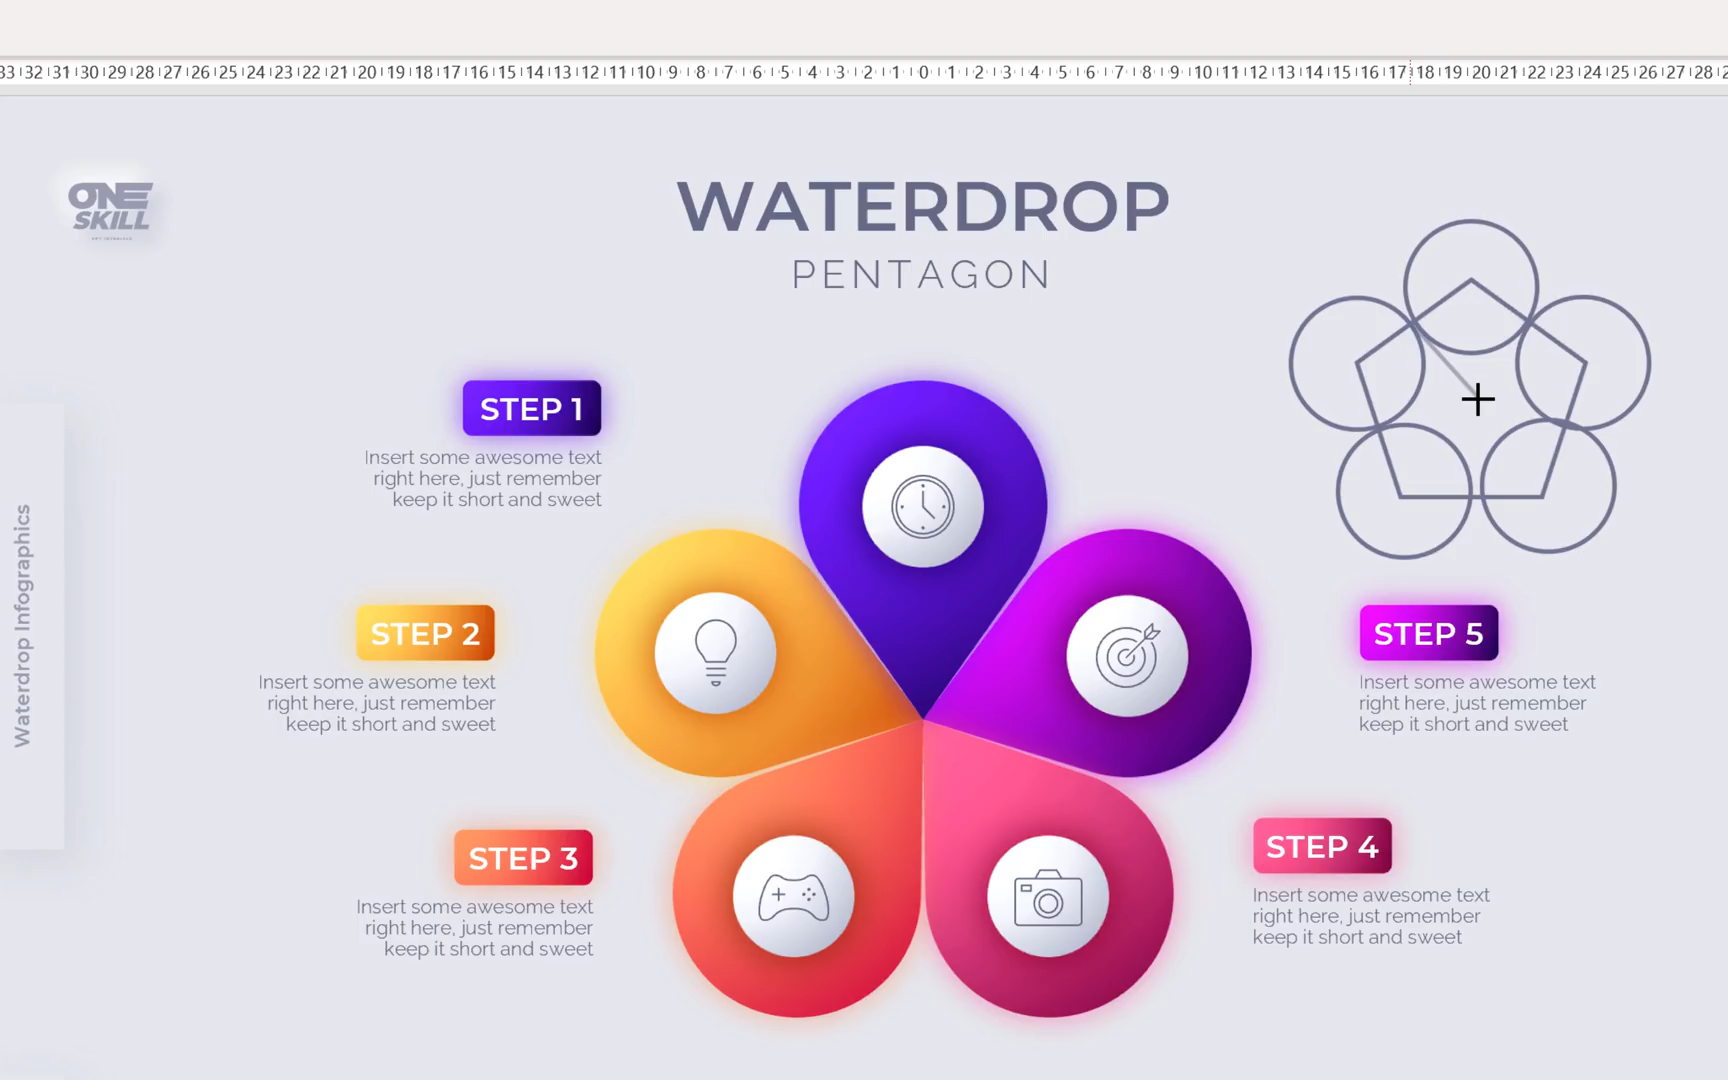 33 32 31 30 29 28 27 26 25 24 23 22 21 20 19 18 17 16 15 14 13 12 11 10 9 8 7 6 5 4 3 2 1 0 1 2 3 4 5 6 7 8 9 10 11 12 13 14 15 16 17 18 19 20 21 22 23 24 25 26 27 28
ONE
SKILL
WATERDROP
PENTAGON
STEP 1
Insert some awesome text
right here, just remember
keep it short and sweet
STEP 2
Insert some awesome text
right here, just remember
keep it short and sweet
STEP 3
Insert some awesome text
right here, just remember
keep it short and sweet
STEP 5
Insert some awesome text
right here, just remember
keep it short and sweet
STEP 4
Insert some awesome text
right here, just remember
keep it short and sweet
Waterdrop Infographics